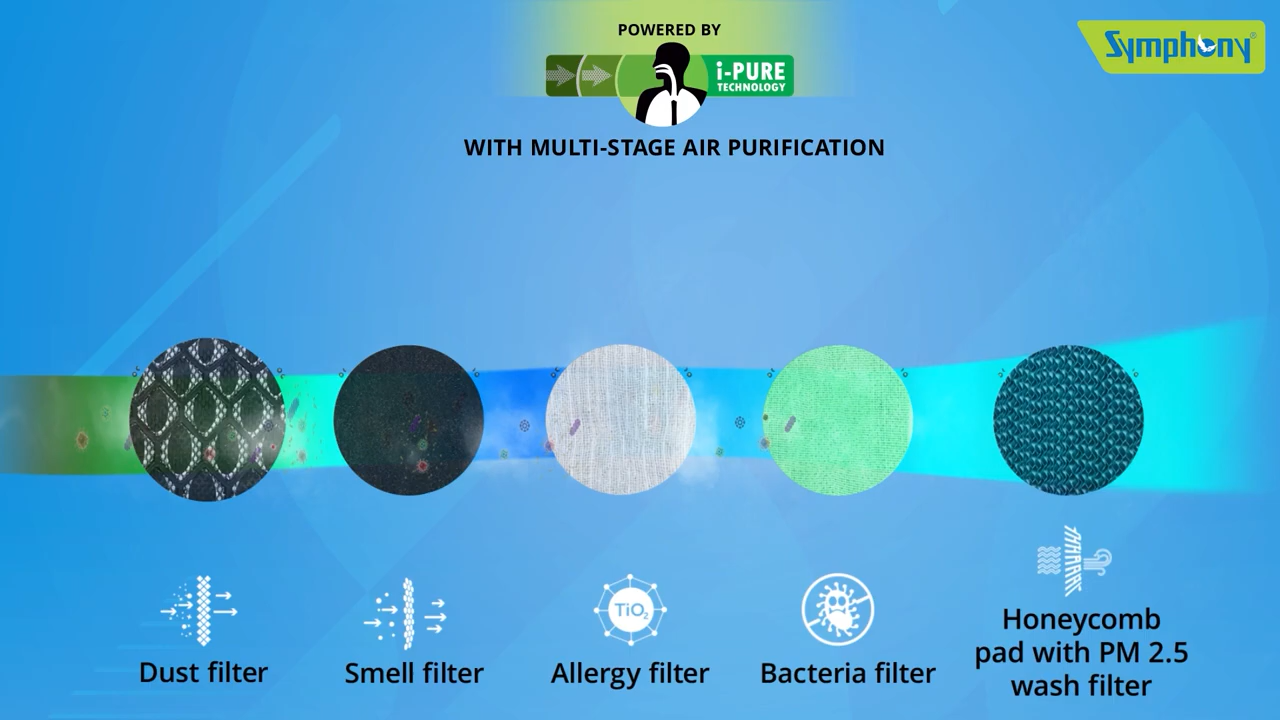 POWERED BY
i-PURE
TECHNOLOGY
Symphony®
WITH MULTI-STAGE AIR PURIFICATION
TiO₂
Dust filter
Smell filter
Allergy filter
Bacteria filter
Honeycomb
pad with PM 2.5
wash filter